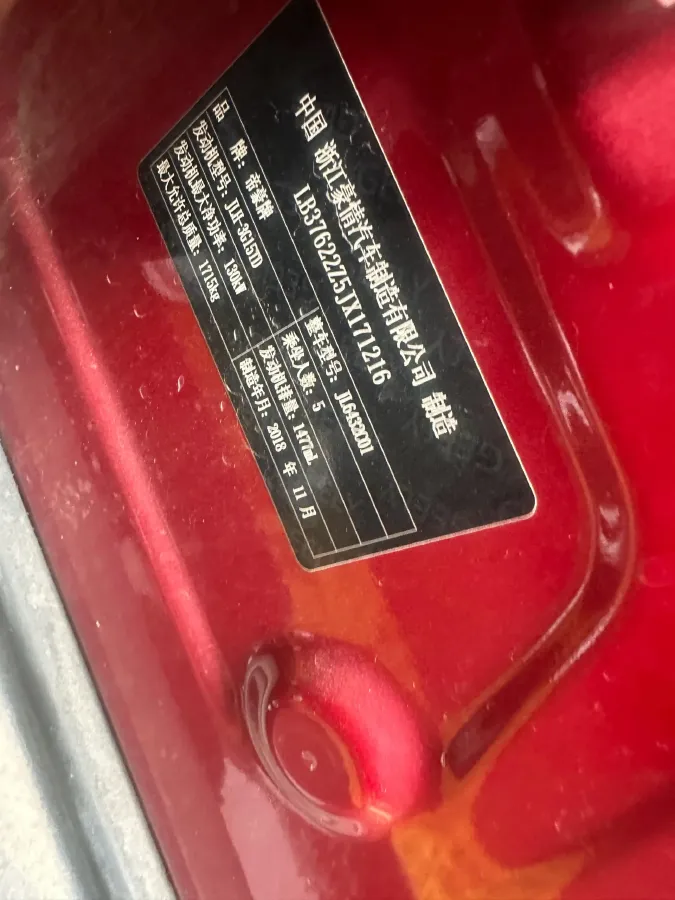 中国 浙江豪情汽车制造有限公司 制造
LB37622Z5JX171216
品 牌：帝豪牌 整车型号：JL6432C01
发动机型号：JLH-3G15TD 乘坐人数：5
发动机最大净功率：130kW 发动机排量：1477mL
最大允许总质量：1715kg 制造年月：2018 年 11 月